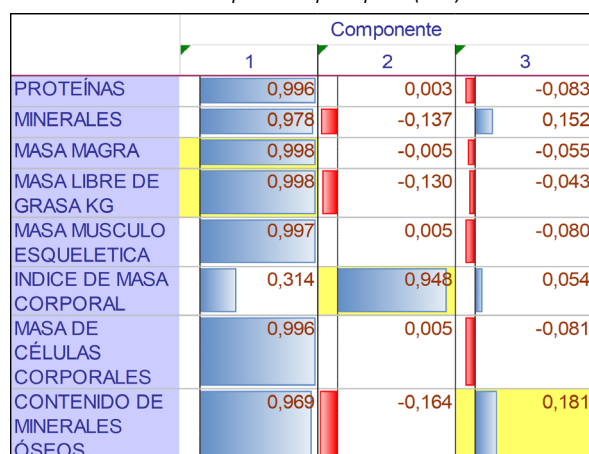 Componente
1 2 3
PROTEÍNAS 0,996 0,003 -0,083
MINERALES 0,978 -0,137 0,152
MASA MAGRA 0,998 -0,005 -0,055
MASA LIBRE DE 0,998 -0,130 -0,043
GRASA KG
MASA MUSCULO 0,997 0,005 -0,080
ESQUELETICA
INDICE DE MASA 0,314 0,948 0,054
CORPORAL
MASA DE 0,996 0,005 -0,081
CÉLULAS
CORPORALES
CONTENIDO DE 0,969 -0,164 0,181
MINERALES
ÓSEOS